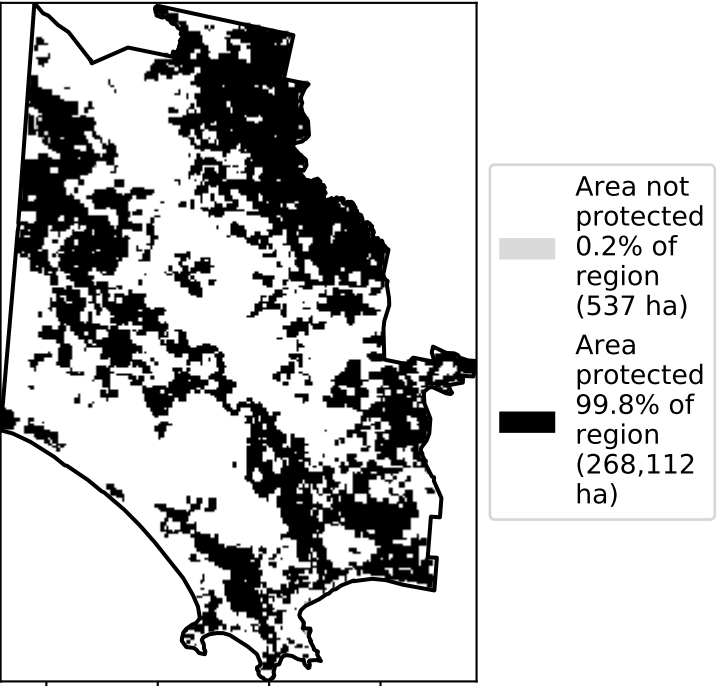 Area not
protected
0.2% of
region
(537 ha)
Area
protected
99.8% of
region
(268,112
ha)